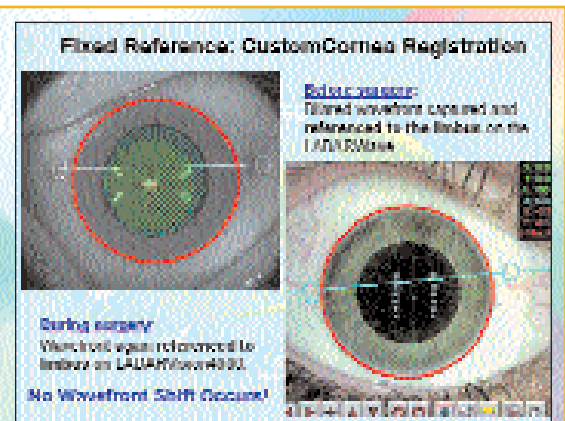 Fixed Reference: CustomCornea Registration
Before surgery:
Dilated wavefront captured and
referenced to the limbus on the
LADARWave
During surgery
Wavefront again referenced to
limbus on LADARVision4000.
No Wavefront Shift Occurs!